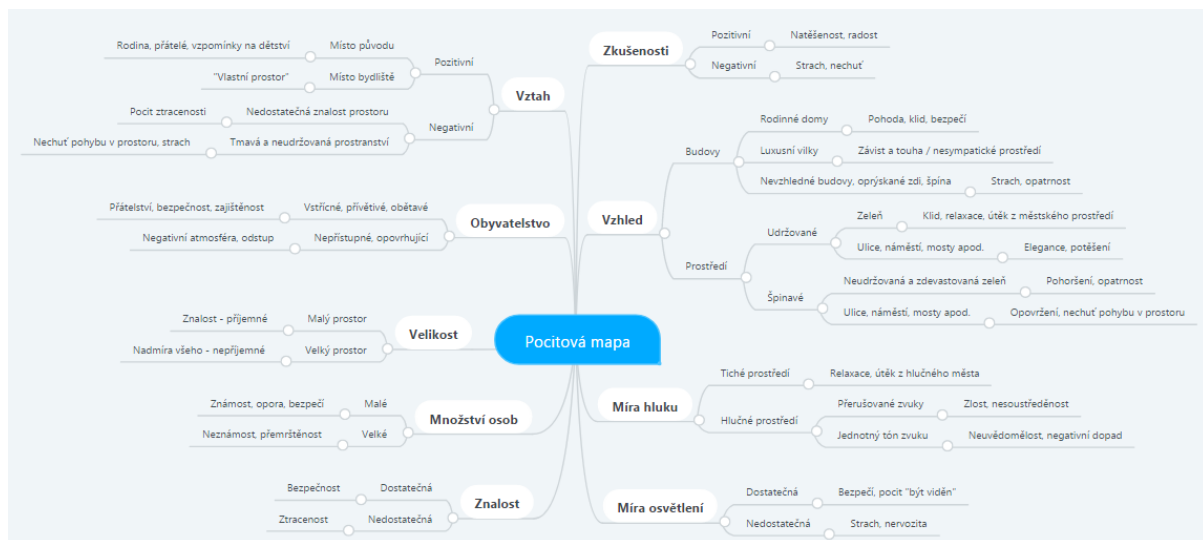 Pocitová mapa
Vztah
Pozitivní
Místo původu
Rodina, přátelé, vzpomínky na dětství
Místo bydliště
"Vlastní prostor"
Negativní
Nedostatečná znalost prostoru
Pocit ztracenosti
Tmavá a neudržovaná prostranství
Nechuť pohybu v prostoru, strach
Obyvatelstvo
Vstřícné, přívětivé, obětavé
Přátelství, bezpečnost, zajištěnost
Nepřístupné, opovrhující
Negativní atmosféra, odstup
Velikost
Malý prostor
Znalost - příjemné
Velký prostor
Nadmíra všeho - nepříjemné
Množství osob
Malé
Známost, opora, bezpečí
Velké
Neznámost, přemrštěnost
Znalost
Dostatečná
Bezpečnost
Nedostatečná
Ztracenost
Zkušenosti
Pozitivní
Natěšenost, radost
Negativní
Strach, nechuť
Vzhled
Budovy
Rodinné domy
Pohoda, klid, bezpečí
Luxusní vilky
Závist a touha / nesympatické prostředí
Nevzhledné budovy, oprýskané zdi, špína
Strach, opatrnost
Prostředí
Udržované
Zeleň
Klid, relaxace, útěk z městského prostředí
Ulice, náměstí, mosty apod.
Elegance, potěšení
Špinavé
Neudržovaná a zdevastovaná zeleň
Pohoršení, opatrnost
Ulice, náměstí, mosty apod.
Opovržení, nechuť pohybu v prostoru
Míra hluku
Tiché prostředí
Relaxace, útěk z hlučného města
Hlučné prostředí
Přerušované zvuky
Zlost, nesoustředěnost
Jednotný tón zvuku
Neuvědomělost, negativní dopad
Míra osvětlení
Dostatečná
Bezpečí, pocit "být viděn"
Nedostatečná
Strach, nervozita